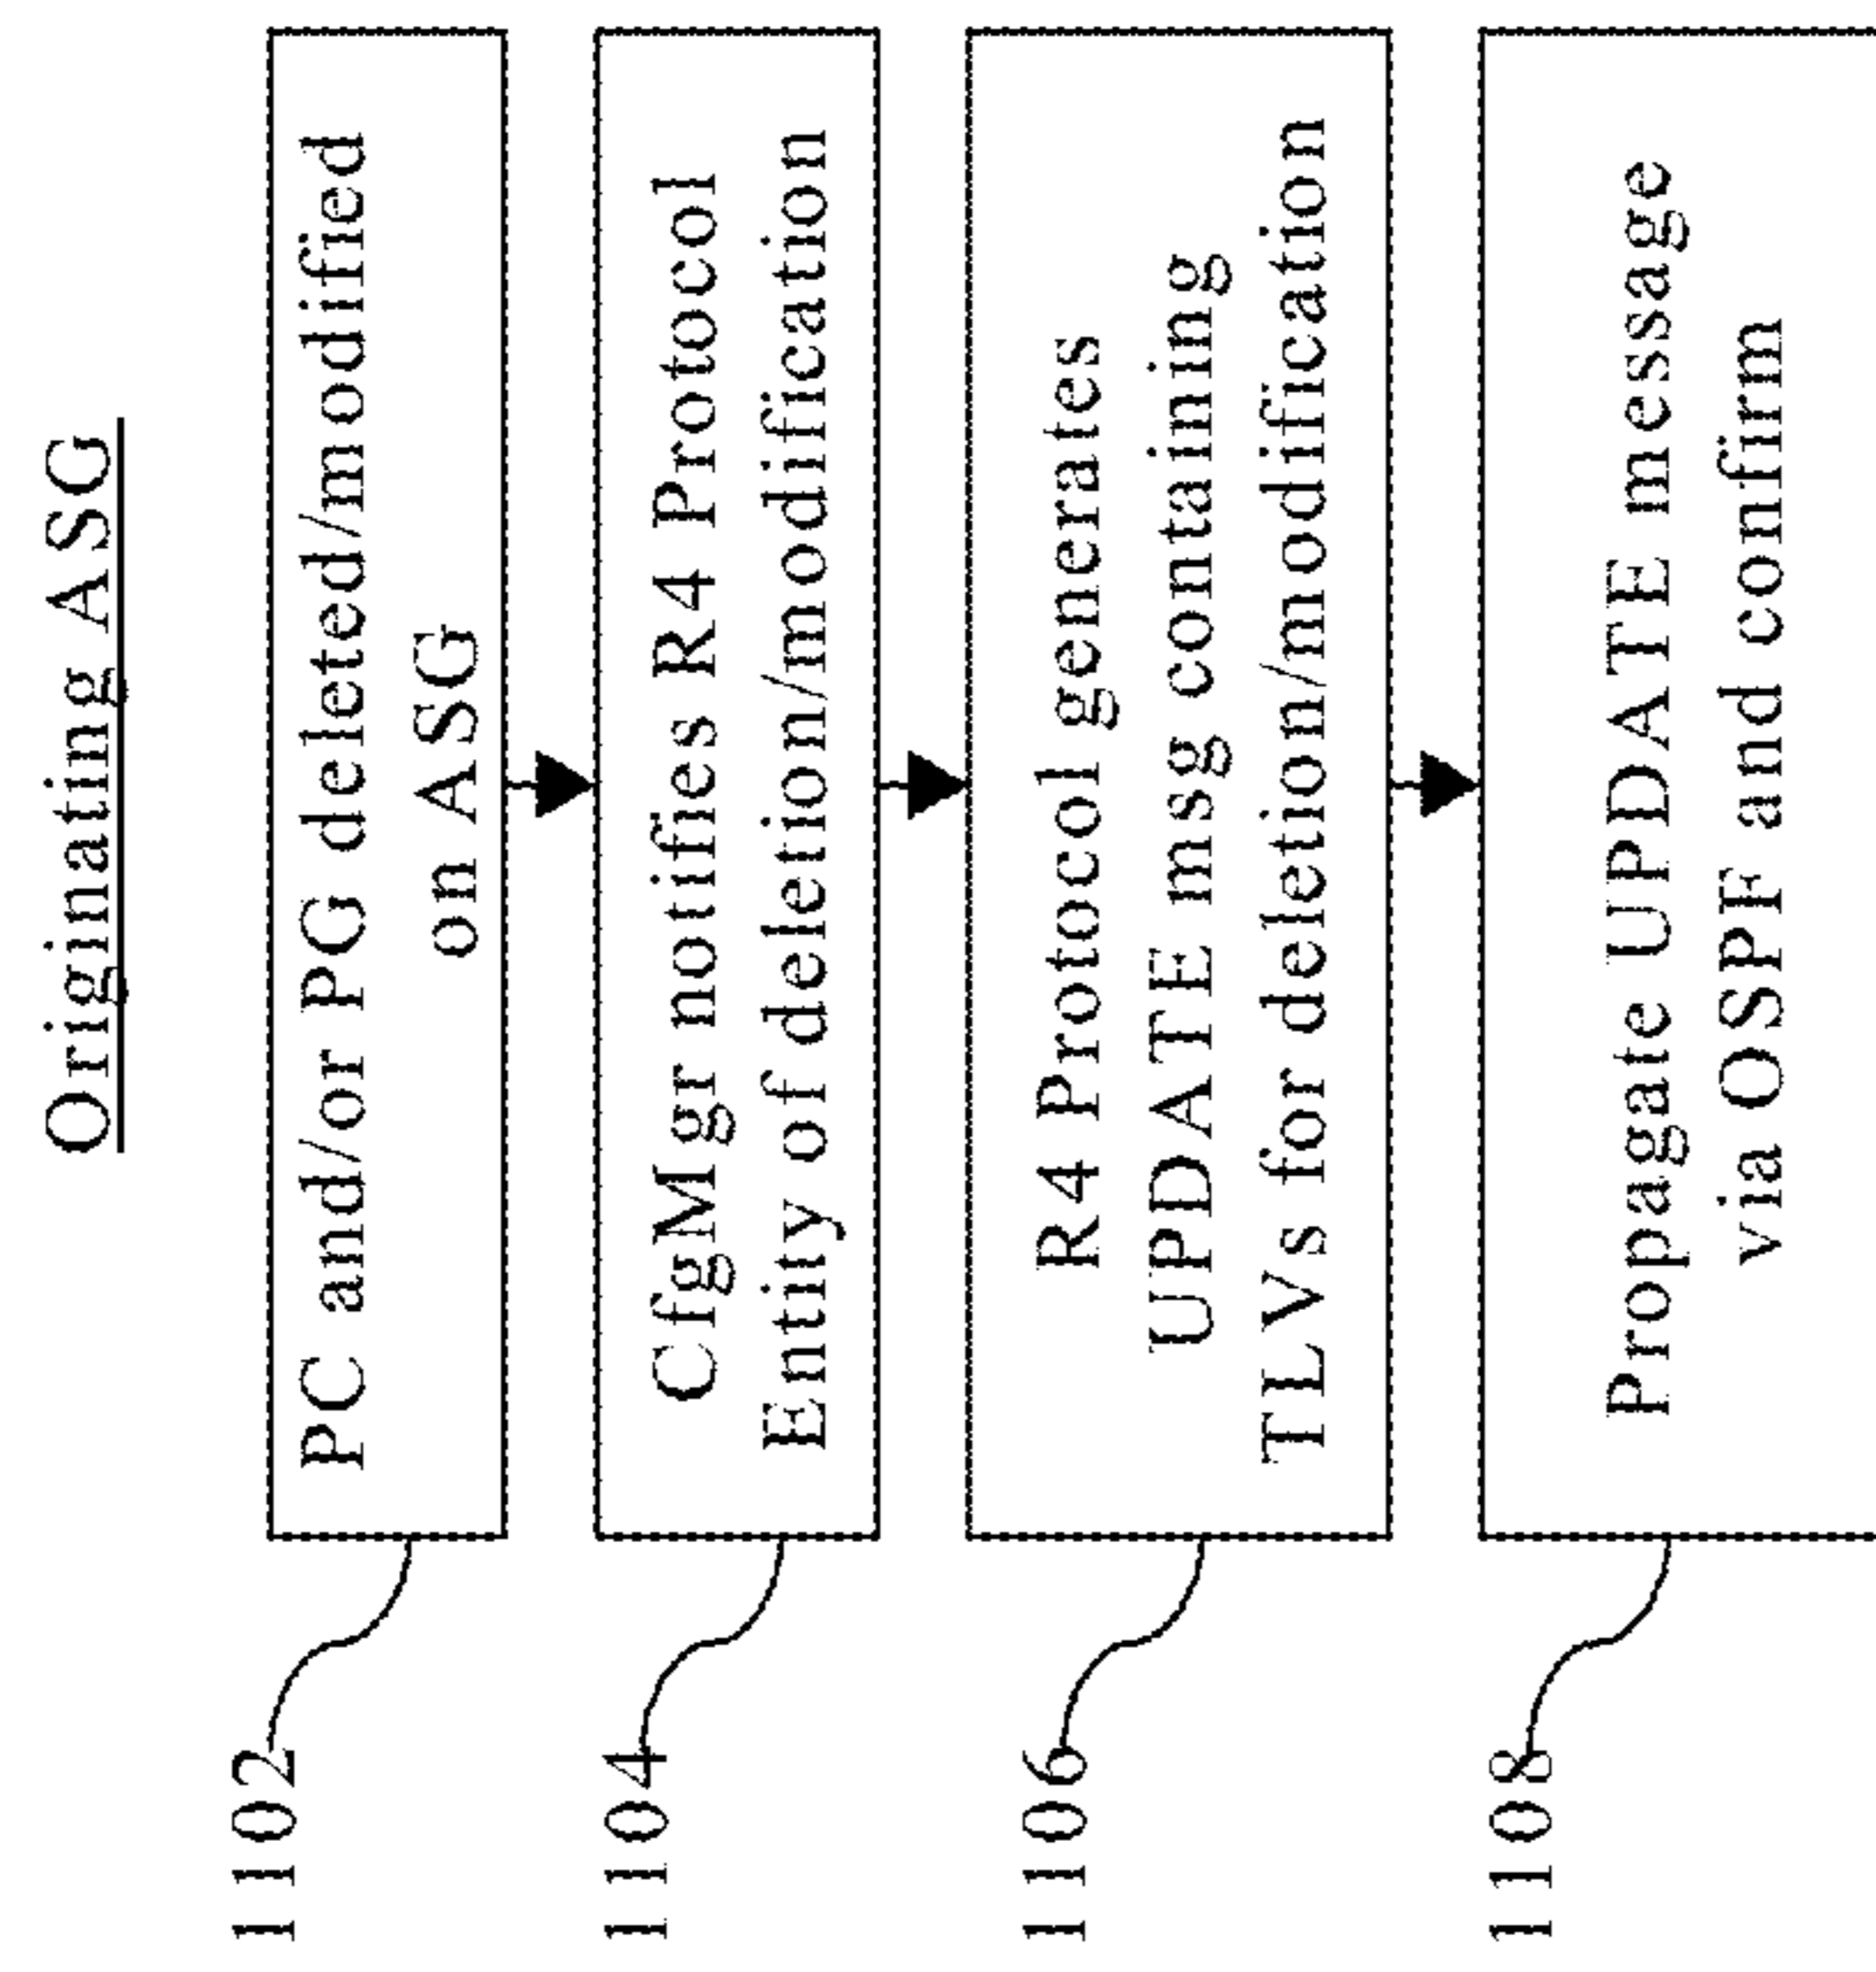 Originating ASG
1102
PC and/or PG deleted/modified
on ASG
1104
CfgMgr notifies R4 Protocol
Entity of deletion/modification
1106
R4 Protocol generates
UPDATE msg containing
TLVs for deletion/modification
1108
Propagate UPDATE message
via OSPF and confirm